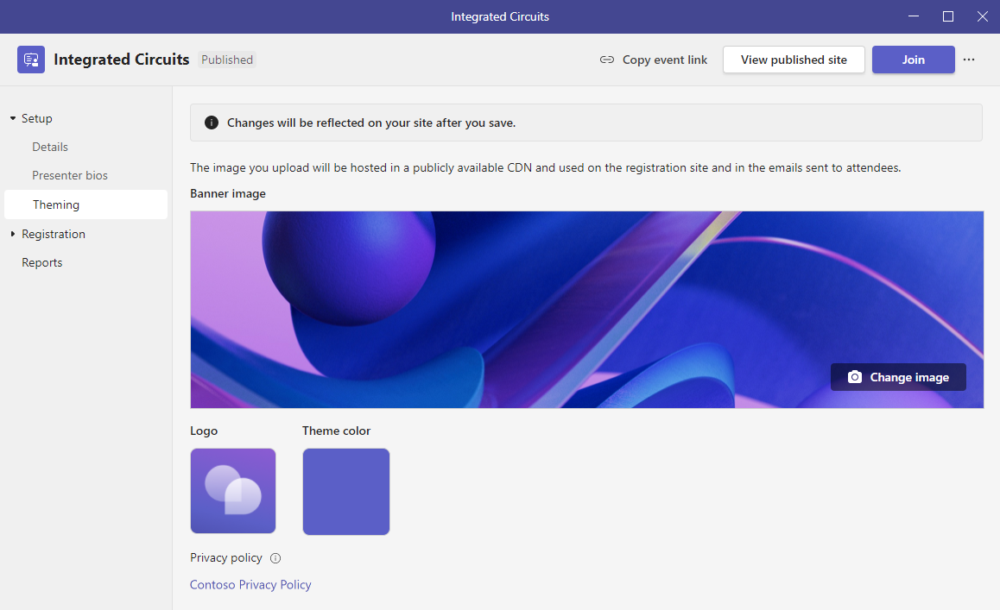 Integrated Circuits
Integrated Circuits
Published
Copy event link
View published site
Join
Setup
Details
Presenter bios
Theming
Registration
Reports
Changes will be reflected on your site after you save.
The image you upload will be hosted in a publicly available CDN and used on the registration site and in the emails sent to attendees.
Banner image
Change image
Logo
Theme color
Privacy policy
Contoso Privacy Policy